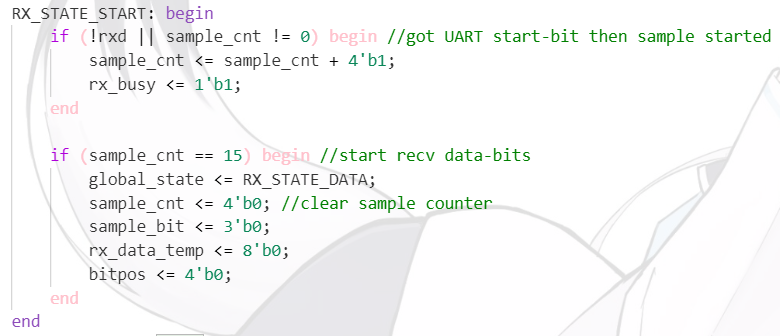 RX_STATE_START: begin
    if (!rxd || sample_cnt != 0) begin //got UART start-bit then sample started
        sample_cnt <= sample_cnt + 4'b1;
        rx_busy <= 1'b1;
    end

    if (sample_cnt == 15) begin //start recv data-bits
        global_state <= RX_STATE_DATA;
        sample_cnt <= 4'b0; //clear sample counter
        sample_bit <= 3'b0;
        rx_data_temp <= 8'b0;
        bitpos <= 4'b0;
    end
end